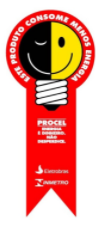 ESTE PRODUTO CONSOME MENOS ENERGIA
PROCEL
ENERGIA
É DINHEIRO.
NÃO
DESPERDICE.
Eletrobrás
INMETRO